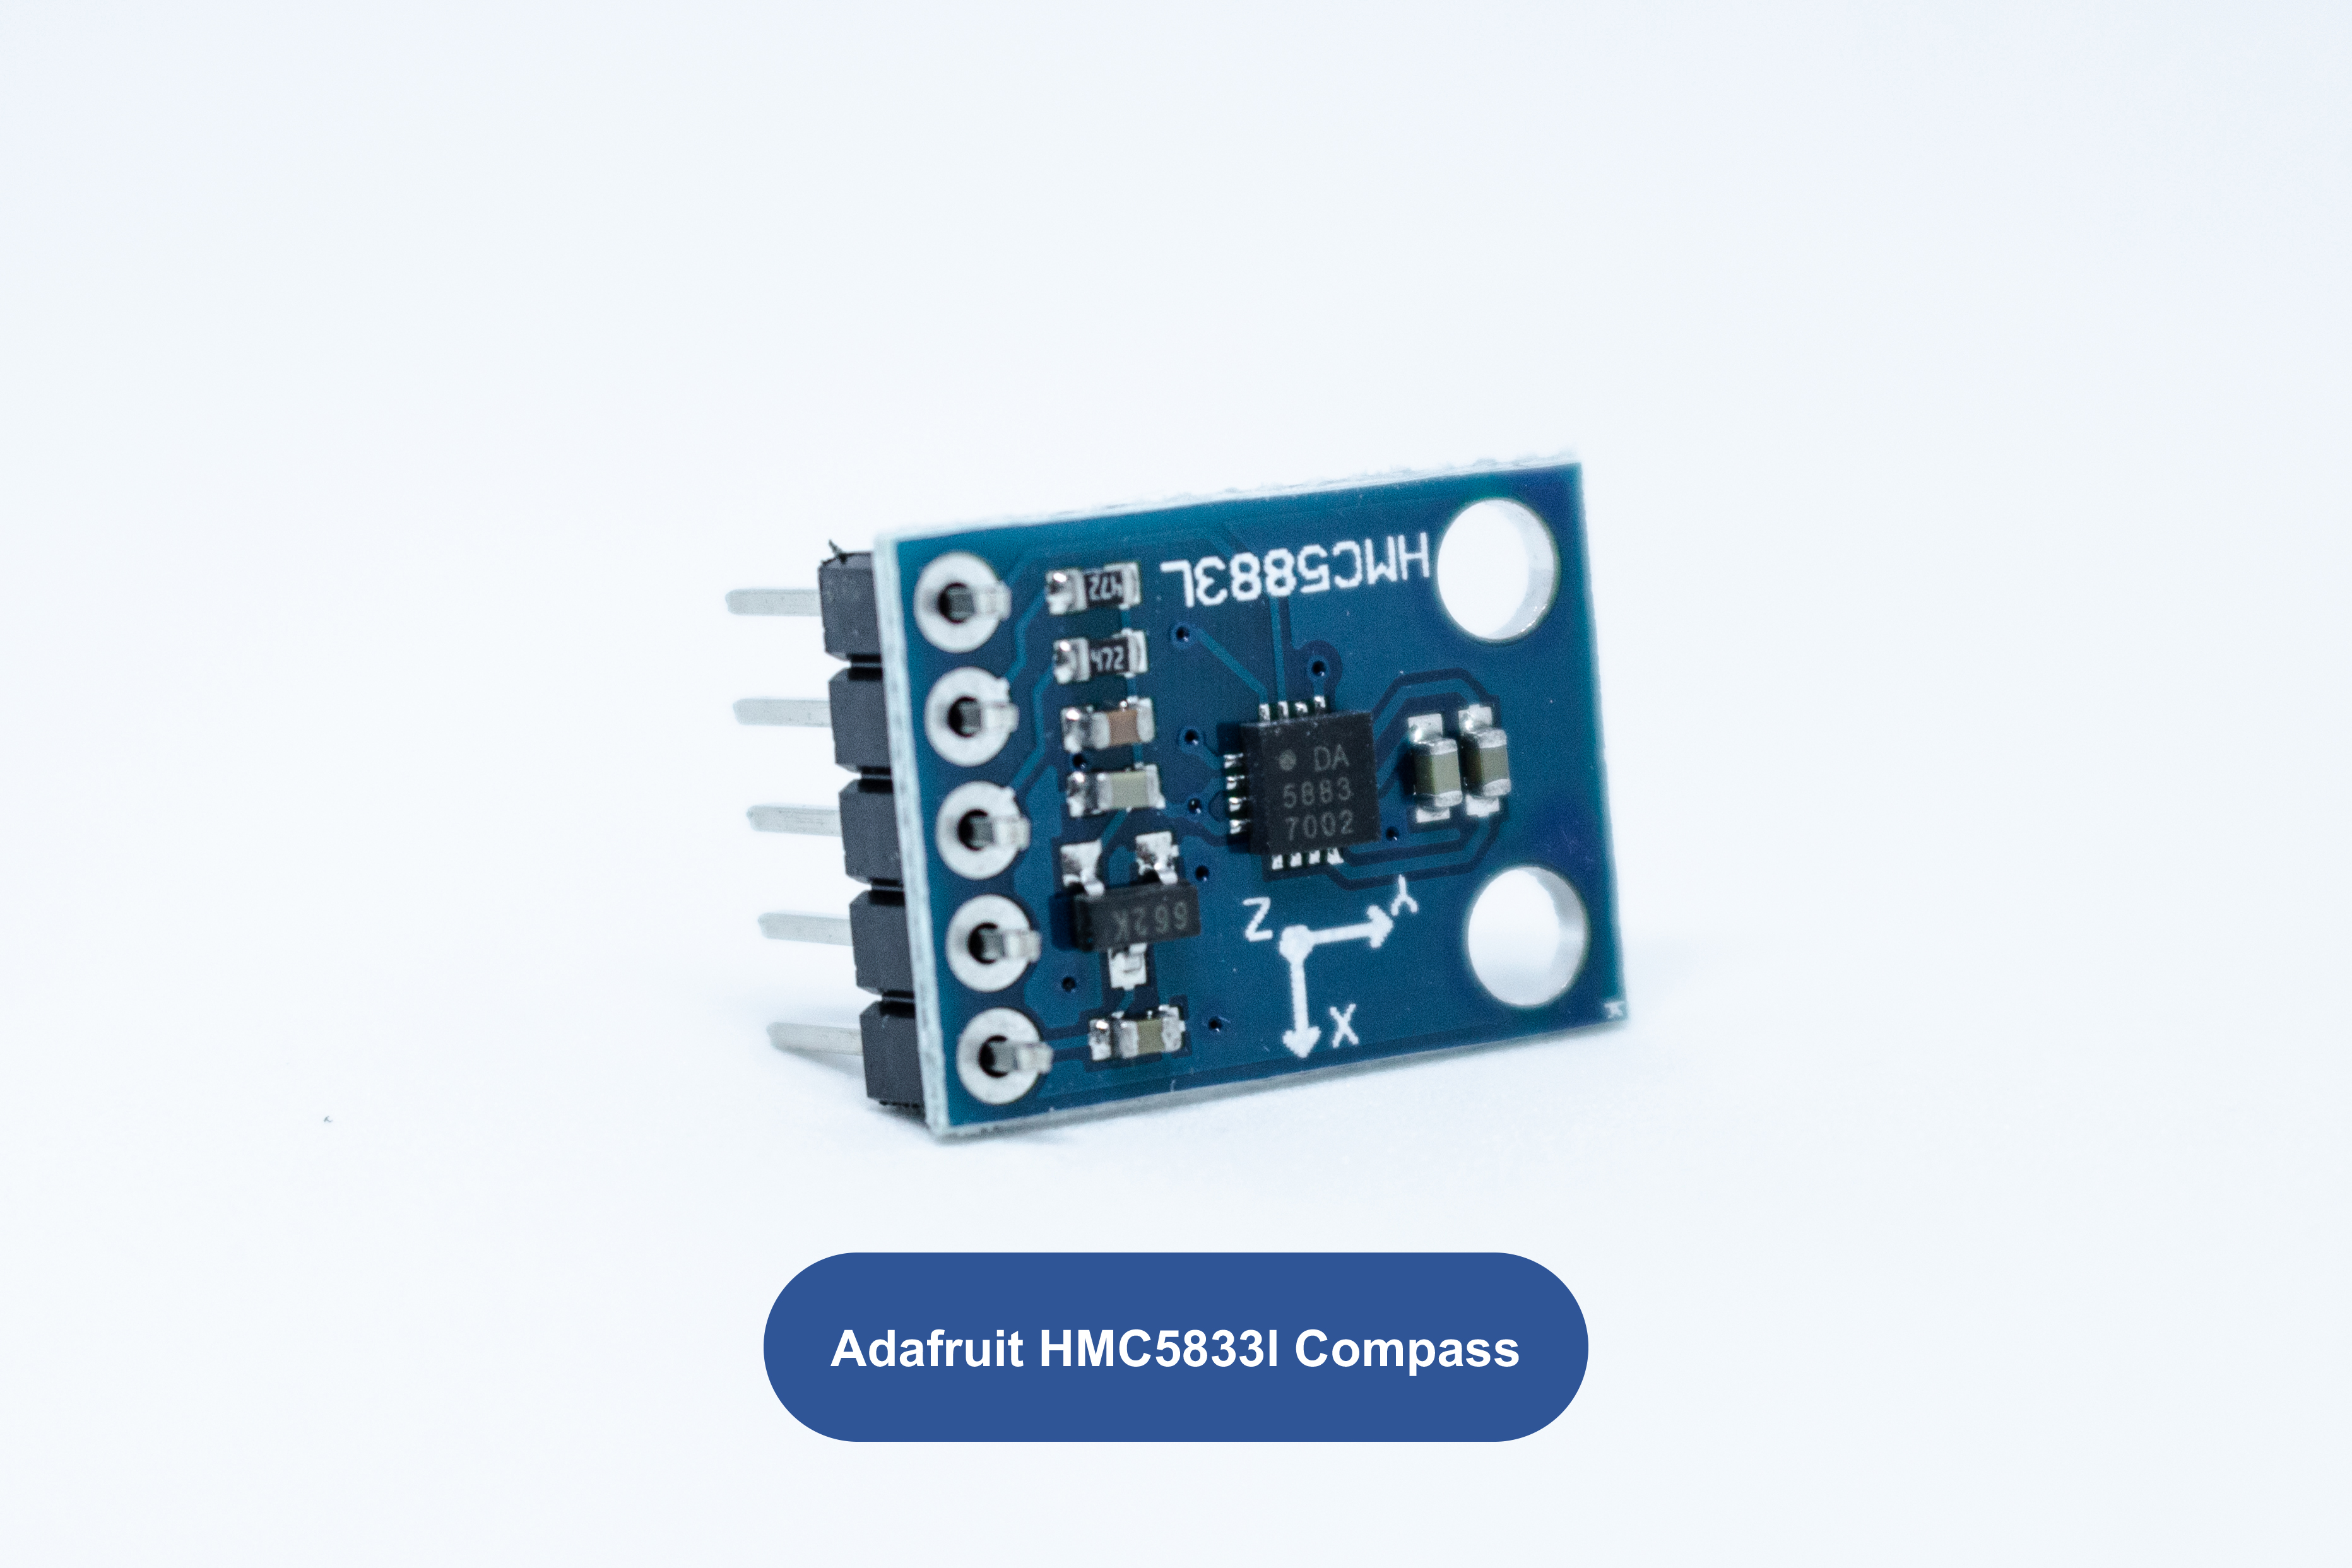 HMC5883L
472
472
DA
5883
7002
662K
Z
Y
X
Adafruit HMC5833l Compass